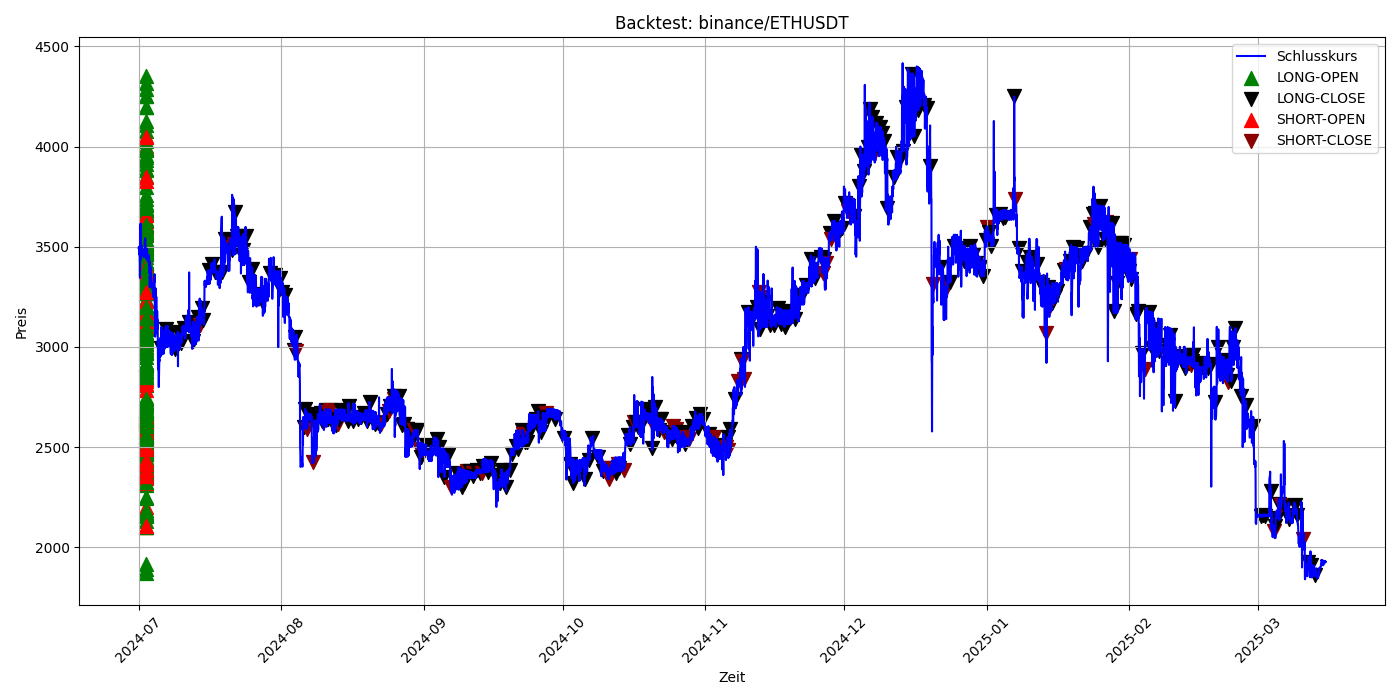 Backtest: binance/ETHUSDT
Schlusskurs
LONG-OPEN
LONG-CLOSE
SHORT-OPEN
SHORT-CLOSE
Preis
4500
4000
3500
3000
2500
2000
2024-07
2024-08
2024-09
2024-10
2024-11
2024-12
2025-01
2025-02
2025-03
Zeit